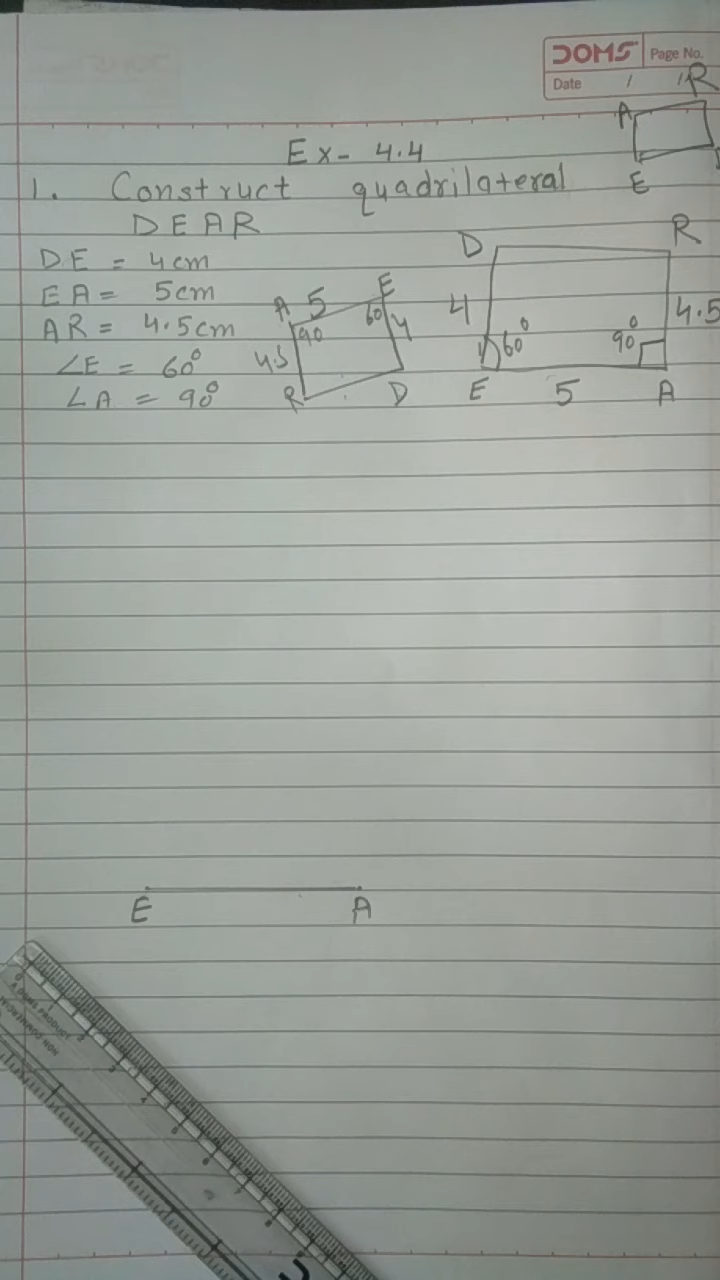 DOMS Page No.
Date / /
R
A
E
Ex- 4.4
1. Construct quadrilateral
DEAR
DE = 4cm
EA = 5cm
AR = 4.5cm
∠E = 60°
∠A = 90°
A 5 E
90 60 4
4.5
R D
D R
4 4.5
60° 90°
E 5 A
E A